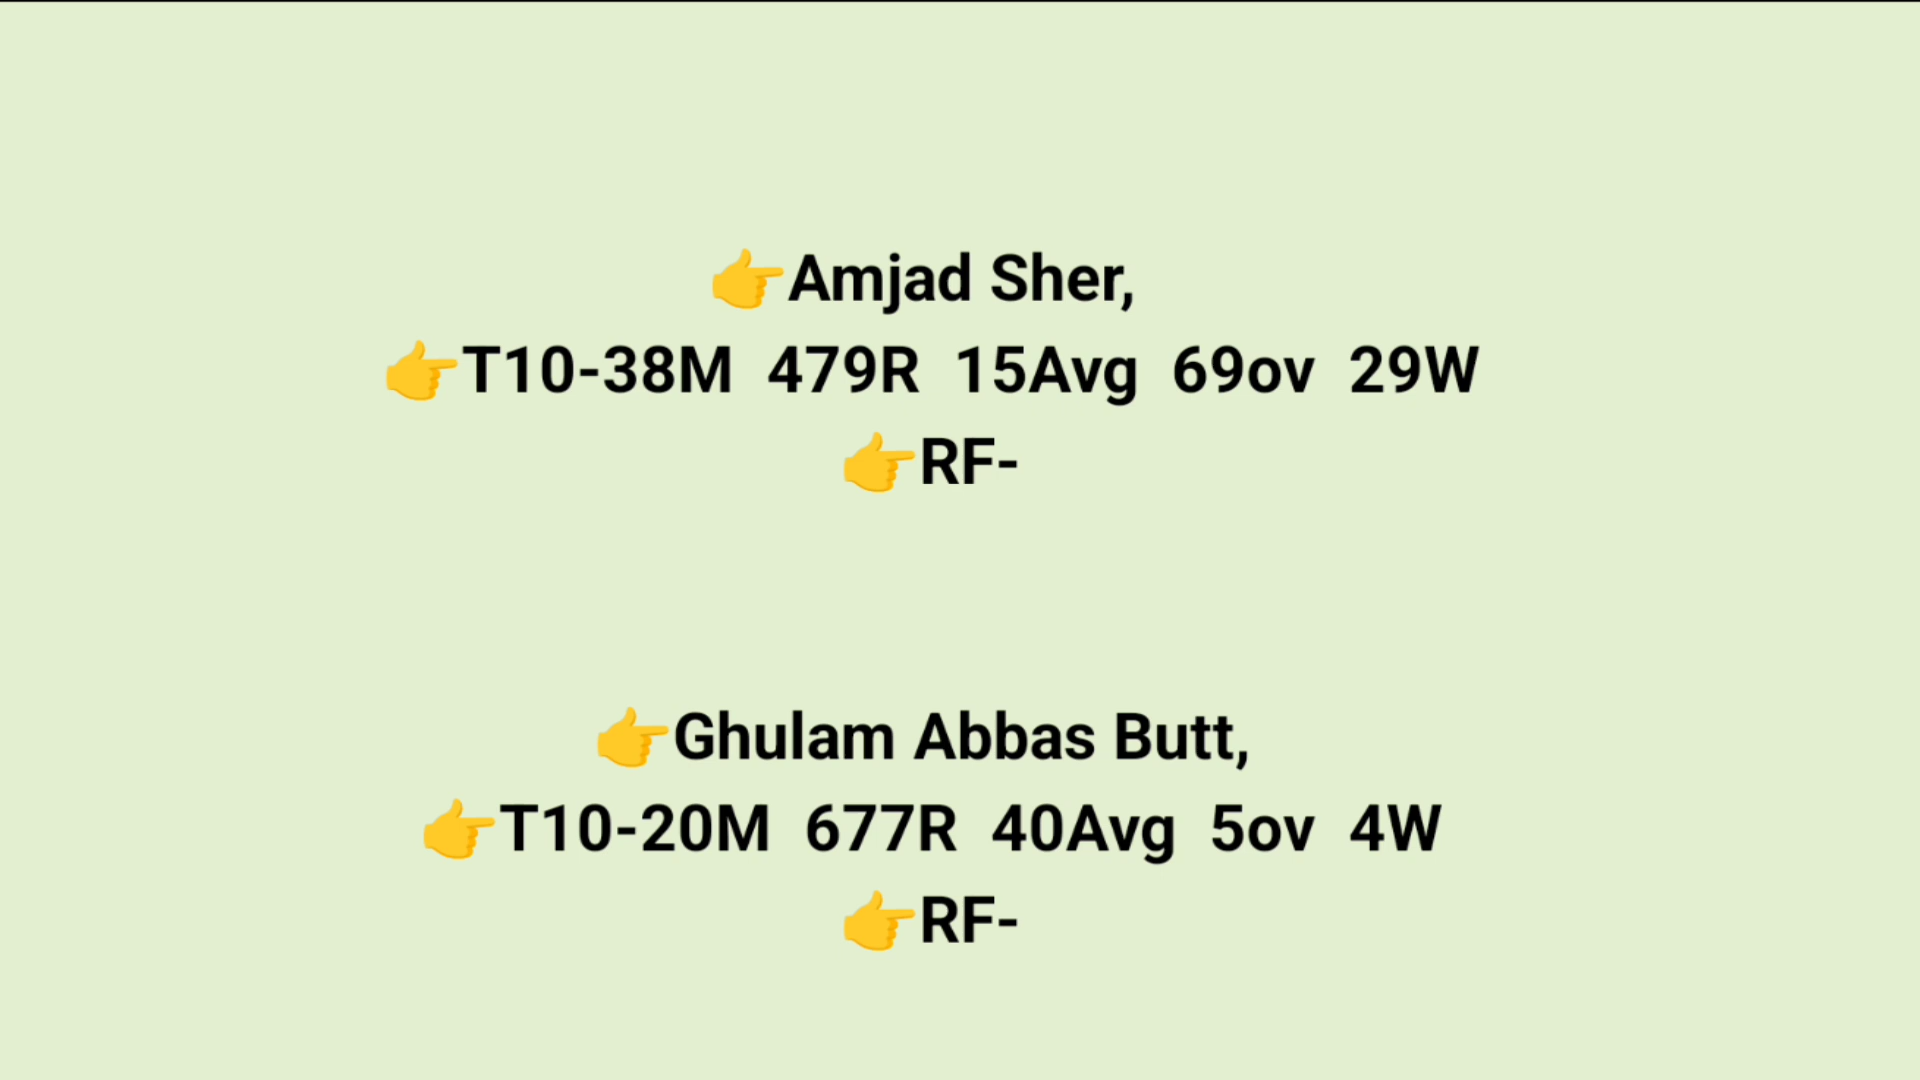 👉Amjad Sher,
👉T10-38M 479R 15Avg 69ov 29W
👉RF-
👉Ghulam Abbas Butt,
👉T10-20M 677R 40Avg 5ov 4W
👉RF-